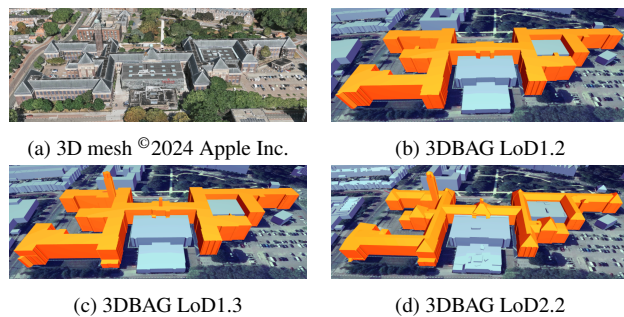 (a) 3D mesh ©2024 Apple Inc.
(b) 3DBAG LoD1.2
(c) 3DBAG LoD1.3
(d) 3DBAG LoD2.2